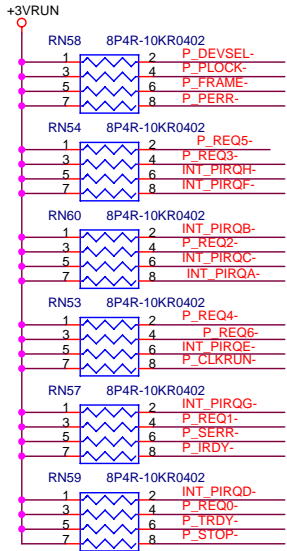 +3VRUN
RN58 8P4R-10KR0402
1 2 P_DEVSEL-
3 4 P_PLOCK-
5 6 P_FRAME-
7 8 P_PERR-
RN54 8P4R-10KR0402
1 2 P_REQ5-
3 4 P_REQ3-
5 6 INT_PIRQH-
7 8 INT_PIRQF-
RN60 8P4R-10KR0402
1 2 INT_PIRQB-
3 4 P_REQ2-
5 6 INT_PIRQC-
7 8 INT_PIRQA-
RN53 8P4R-10KR0402
1 2 P_REQ4-
3 4 P_REQ6-
5 6 INT_PIRQE-
7 8 P_CLKRUN-
RN57 8P4R-10KR0402
1 2 INT_PIRQG-
3 4 P_REQ1-
5 6 P_SERR-
7 8 P_IRDY-
RN59 8P4R-10KR0402
1 2 INT_PIRQD-
3 4 P_REQ0-
5 6 P_TRDY-
7 8 P_STOP-